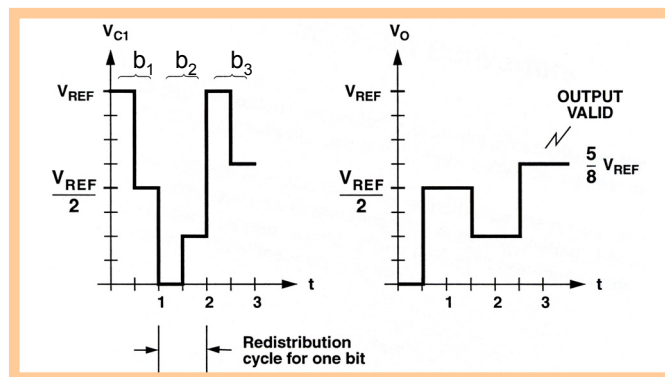 V_C1
b_1 b_2 b_3
V_REF
V_REF
2
1 2 3 t
Redistribution
cycle for one bit
V_O
V_REF
OUTPUT
VALID
5/8 V_REF
V_REF
2
1 2 3 t